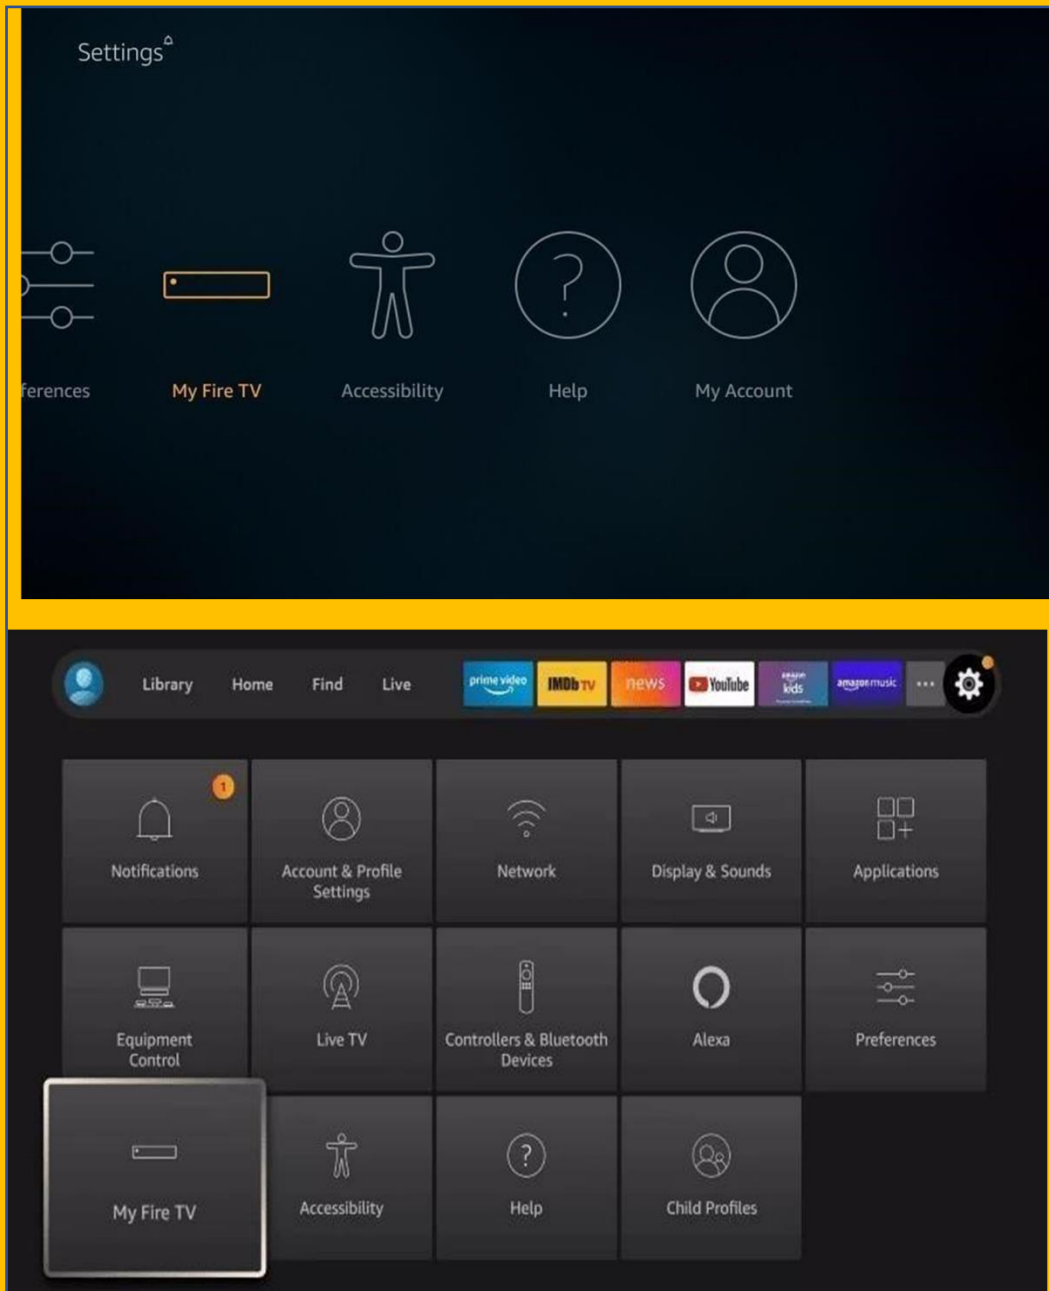 Settings
ferences
My Fire TV
Accessibility
Help
My Account
Library
Home
Find
Live
prime video
IMDb TV
news
YouTube
amazon
kids
amazon music
1
Notifications
Account & Profile
Settings
Network
Display & Sounds
Applications
Equipment
Control
Live TV
Controllers & Bluetooth
Devices
Alexa
Preferences
My Fire TV
Accessibility
Help
Child Profiles